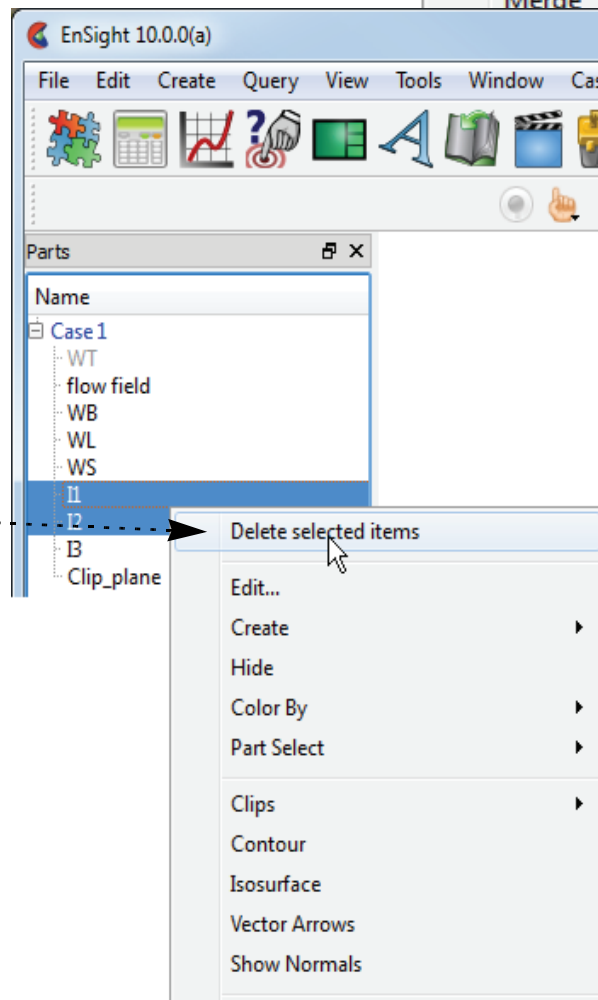 Merge
EnSight 10.0.0(a)
File Edit Create Query View Tools Window Cas
Parts
Name
Case 1
WT
flow field
WB
WL
WS
I1
I2
I3
Clip_plane
Delete selected items
Edit...
Create
Hide
Color By
Part Select
Clips
Contour
Isosurface
Vector Arrows
Show Normals